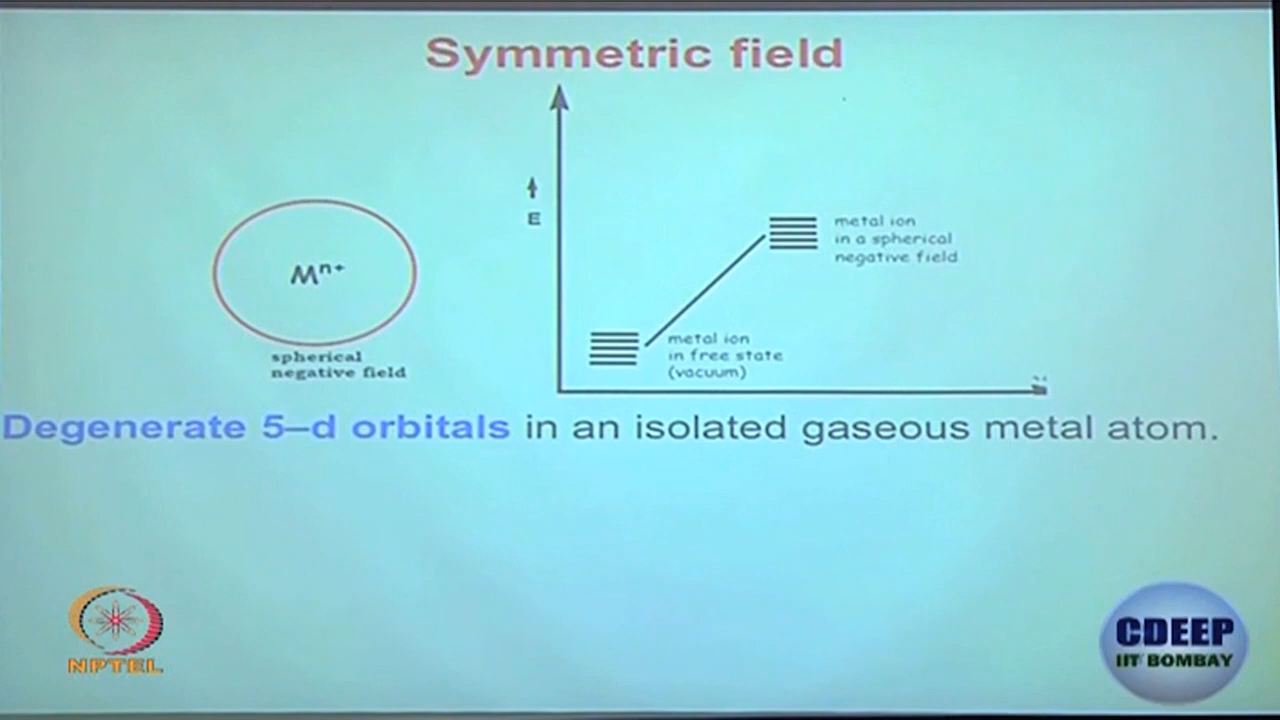 Symmetric field
E
Mⁿ⁺
spherical
negative field
metal ion
in a spherical
negative field
metal ion
in free state
(vacuum)
Degenerate 5–d orbitals in an isolated gaseous metal atom.
NPTEL
CDEEP
IIT BOMBAY